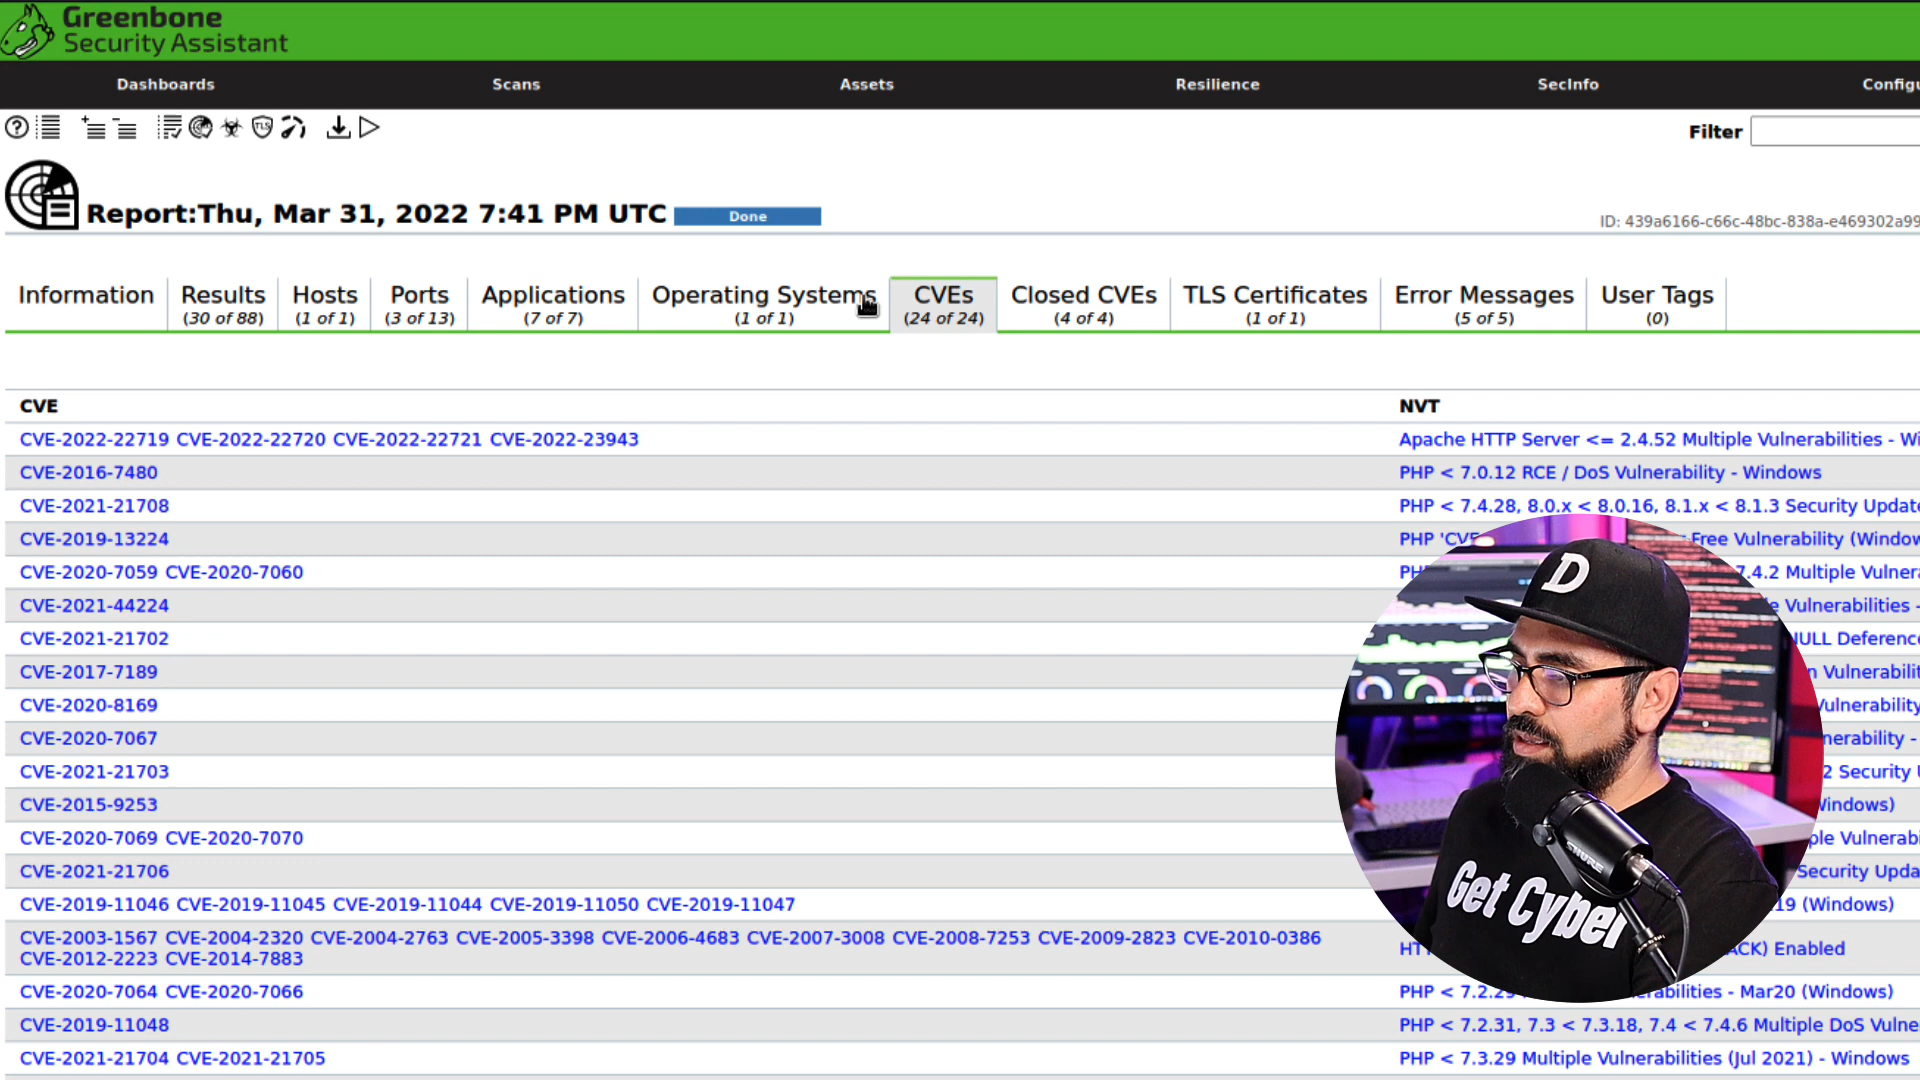 Greenbone
Security Assistant
Dashboards Scans Assets Resilience SecInfo
TLS
Filter
Report:Thu, Mar 31, 2022 7:41 PM UTC Done
ID: 439a6166-c66c-48bc-838a-e469302a99
Information Results Hosts Ports Applications Operating Systems CVEs Closed CVEs TLS Certificates Error Messages User Tags
(30 of 88) (1 of 1) (3 of 13) (7 of 7) (1 of 1) (24 of 24) (4 of 4) (1 of 1) (5 of 5) (0)
CVE NVT
CVE-2022-22719 CVE-2022-22720 CVE-2022-22721 CVE-2022-23943 Apache HTTP Server <= 2.4.52 Multiple Vulnerabilities -
CVE-2016-7480 PHP < 7.0.12 RCE / DoS Vulnerability - Windows
CVE-2021-21708 PHP < 7.4.28, 8.0.x < 8.0.16, 8.1.x < 8.1.3 Security
CVE-2019-13224 PHP Free Vulnerability
CVE-2020-7059 CVE-2020-7060 7.4.2 Multiple
CVE-2021-44224 Vulnerabilities -
CVE-2021-21702
CVE-2017-7189
CVE-2020-8169
CVE-2020-7067
CVE-2021-21703 Security
CVE-2015-9253
CVE-2020-7069 CVE-2020-7070
CVE-2021-21706 Security
CVE-2019-11046 CVE-2019-11045 CVE-2019-11044 CVE-2019-11050 CVE-2019-11047 (Windows)
CVE-2003-1567 CVE-2004-2320 CVE-2004-2763 CVE-2005-3398 CVE-2006-4683 CVE-2007-3008 CVE-2008-7253 CVE-2009-2823 CVE-2010-0386
CVE-2012-2223 CVE-2014-7883 Enabled
CVE-2020-7064 CVE-2020-7066 PHP < - Mar20 (Windows)
CVE-2019-11048 PHP < 7.2.31, 7.3 < 7.3.18, 7.4 < 7.4.6 Multiple DoS
CVE-2021-21704 CVE-2021-21705 PHP < 7.3.29 Multiple Vulnerabilities (Jul 2021) - Windows
D
SHURE
Get Cyber